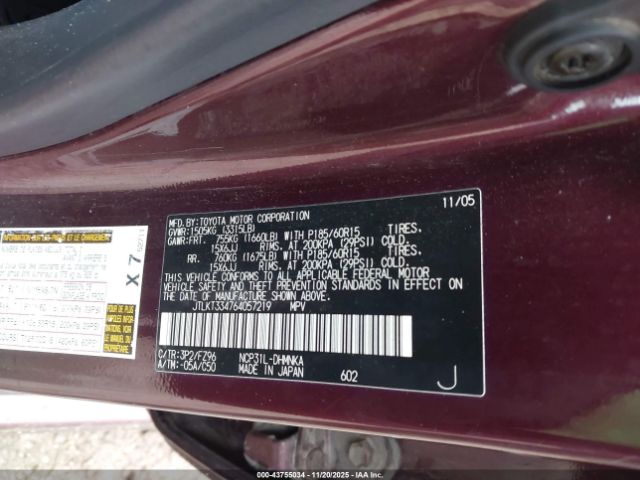 MFD.BY: TOYOTA MOTOR CORPORATION 11/05
GVWR: 1505KG (3315LB)
GAWR: FRT. 755KG (1660LB) WITH P185/60R15 TIRES.
15X6JJ RIMS. AT 200KPA (29PSI) COLD.
RR. 760KG (1675LB) WITH P185/60R15 TIRES.
15X6JJ RIMS. AT 200KPA (29PSI) COLD.
THIS VEHICLE CONFORMS TO ALL APPLICABLE FEDERAL MOTOR
VEHICLE SAFETY AND THEFT PREVENTION STANDARDS IN EFFECT
ON THE DATE OF MANUFACTURE SHOWN ABOVE.
JTLKT334764057219 MPV
C/TR: 3P2/FZ96 NCP31L-DHMNKA
A/TM: -05A/C50 MADE IN JAPAN 602 J
X 7
000-43755034 - 11/20/2025 - IAAI.com